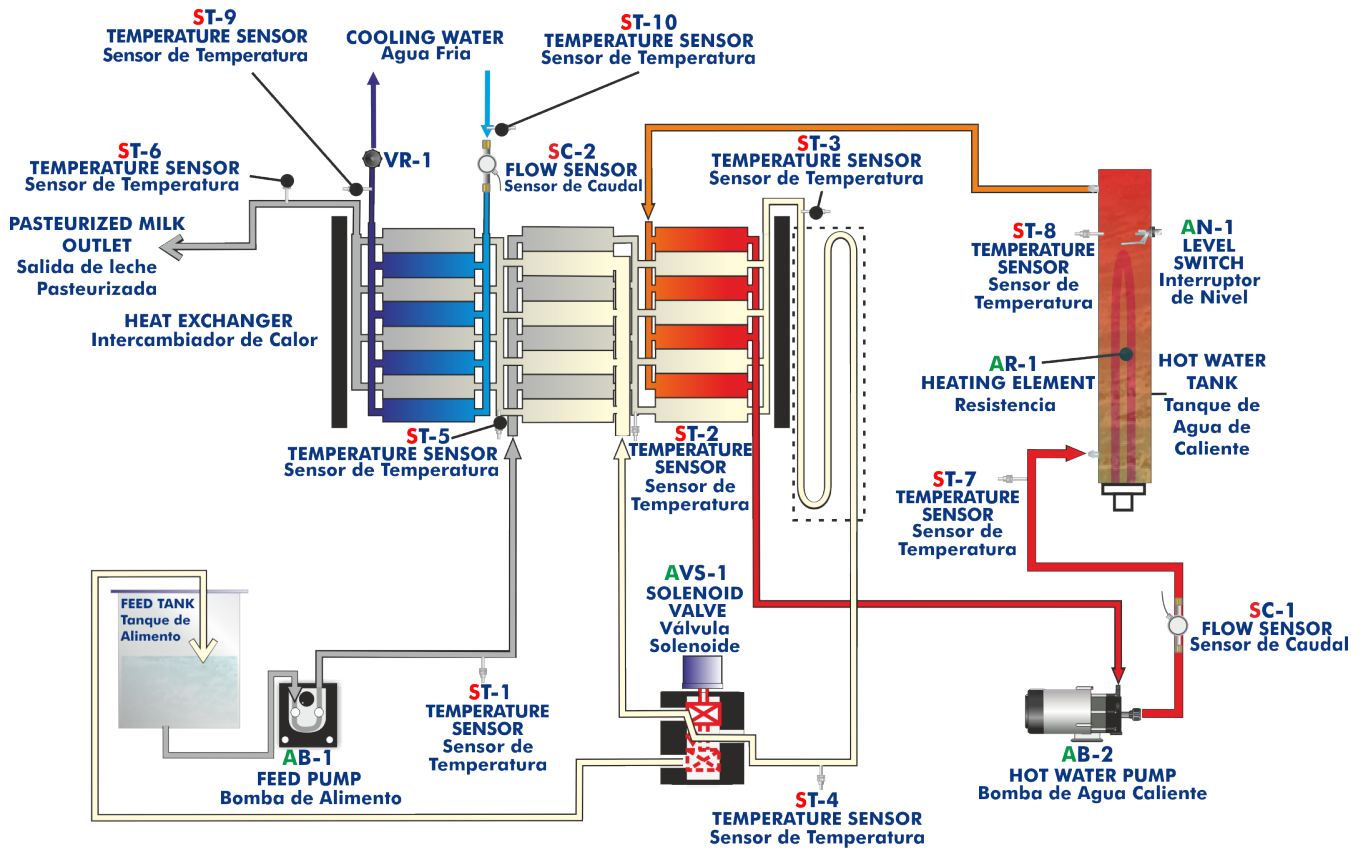 ST-9
TEMPERATURE SENSOR
Sensor de Temperatura
COOLING WATER
Agua Fria
ST-10
TEMPERATURE SENSOR
Sensor de Temperatura
ST-6
TEMPERATURE SENSOR
Sensor de Temperatura
VR-1
SC-2
FLOW SENSOR
Sensor de Caudal
ST-3
TEMPERATURE SENSOR
Sensor de Temperatura
PASTEURIZED MILK
OUTLET
Salida de leche
Pasteurizada
ST-8
TEMPERATURE
SENSOR
Sensor de
Temperatura
AN-1
LEVEL
SWITCH
Interruptor
de Nivel
HEAT EXCHANGER
Intercambiador de Calor
AR-1
HEATING ELEMENT
Resistencia
HOT WATER
TANK
Tanque de
Agua de
Caliente
ST-5
TEMPERATURE SENSOR
Sensor de Temperatura
ST-2
TEMPERATURE
SENSOR
Sensor de
Temperatura
ST-7
TEMPERATURE
SENSOR
Sensor de
Temperatura
FEED TANK
Tanque de
Alimento
AVS-1
SOLENOID
VALVE
Válvula
Solenoide
SC-1
FLOW SENSOR
Sensor de Caudal
ST-1
TEMPERATURE
SENSOR
Sensor de
Temperatura
AB-1
FEED PUMP
Bomba de Alimento
AB-2
HOT WATER PUMP
Bomba de Agua Caliente
ST-4
TEMPERATURE SENSOR
Sensor de Temperatura